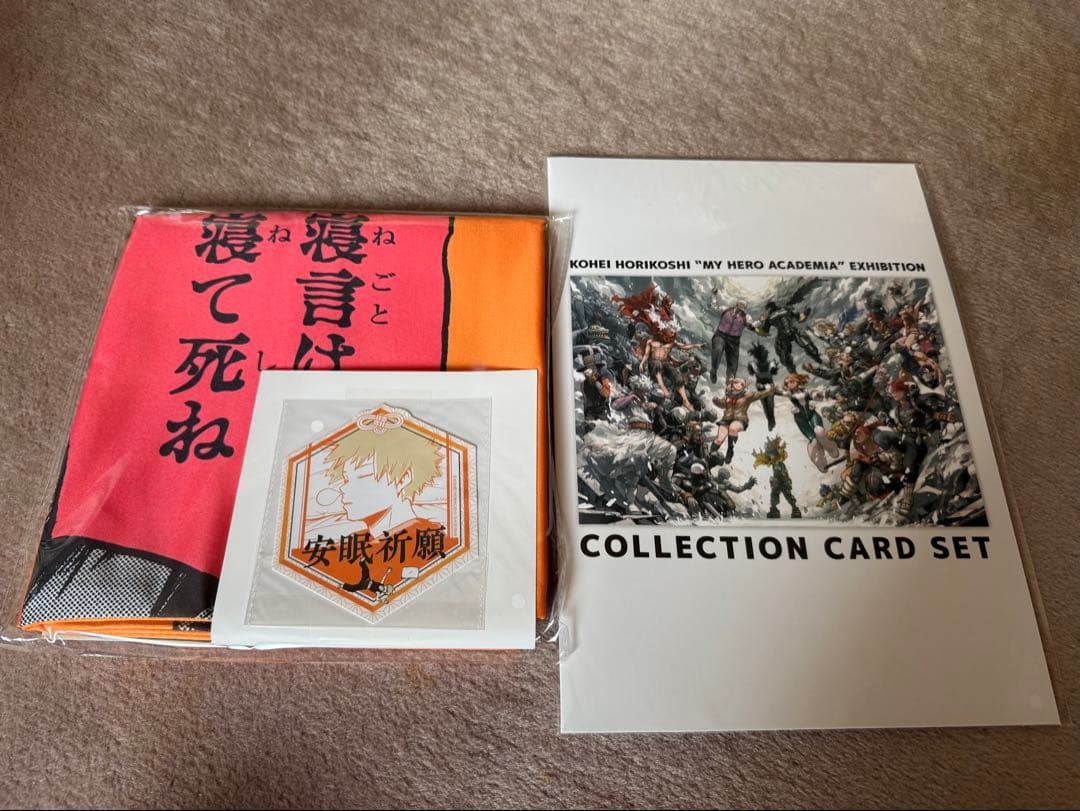 寝言は
ねごと
寝て死ね
ね
し
安眠祈願
KOHEI HORIKOSHI "MY HERO ACADEMIA" EXHIBITION
COLLECTION CARD SET